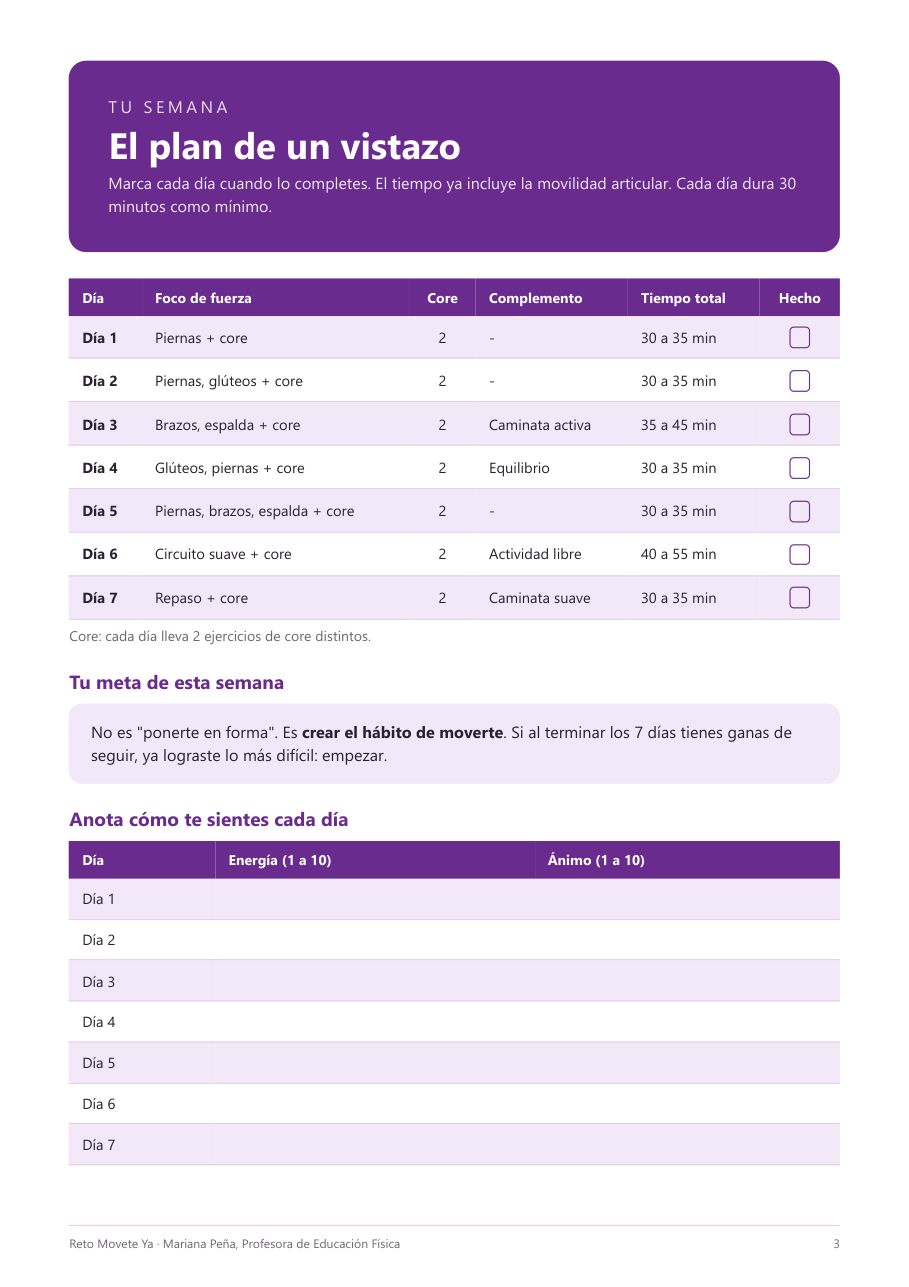 TU SEMANA
El plan de un vistazo
Marca cada día cuando lo completes. El tiempo ya incluye la movilidad articular. Cada día dura 30
minutos como mínimo.
Día Foco de fuerza Core Complemento Tiempo total Hecho
Día 1 Piernas + core 2 - 30 a 35 min
Día 2 Piernas, glúteos + core 2 - 30 a 35 min
Día 3 Brazos, espalda + core 2 Caminata activa 35 a 45 min
Día 4 Glúteos, piernas + core 2 Equilibrio 30 a 35 min
Día 5 Piernas, brazos, espalda + core 2 - 30 a 35 min
Día 6 Circuito suave + core 2 Actividad libre 40 a 55 min
Día 7 Repaso + core 2 Caminata suave 30 a 35 min
Core: cada día lleva 2 ejercicios de core distintos.
Tu meta de esta semana
No es "ponerte en forma". Es crear el hábito de moverte. Si al terminar los 7 días tienes ganas de
seguir, ya lograste lo más difícil: empezar.
Anota cómo te sientes cada día
Día Energía (1 a 10) Ánimo (1 a 10)
Día 1
Día 2
Día 3
Día 4
Día 5
Día 6
Día 7
Reto Movete Ya · Mariana Peña, Profesora de Educación Física 3